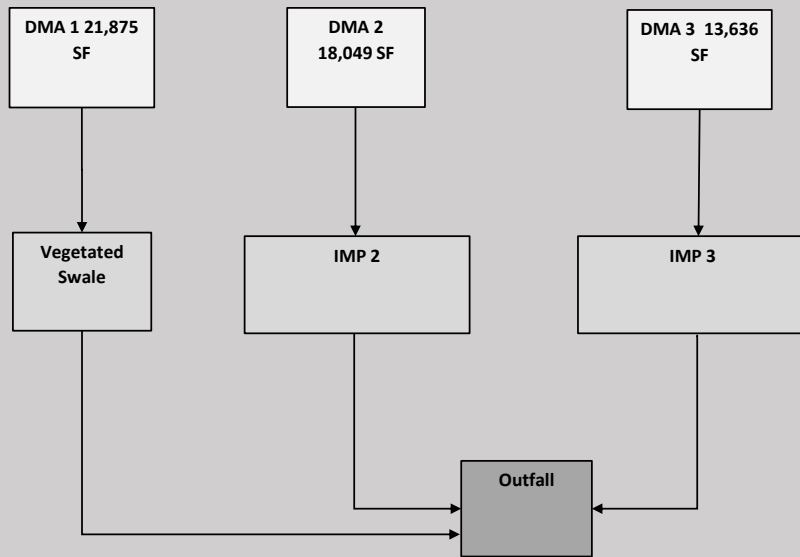 DMA 1 21,875
SF
DMA 2
18,049 SF
DMA 3  13,636
SF
Vegetated
Swale
IMP 2
IMP 3
Outfall